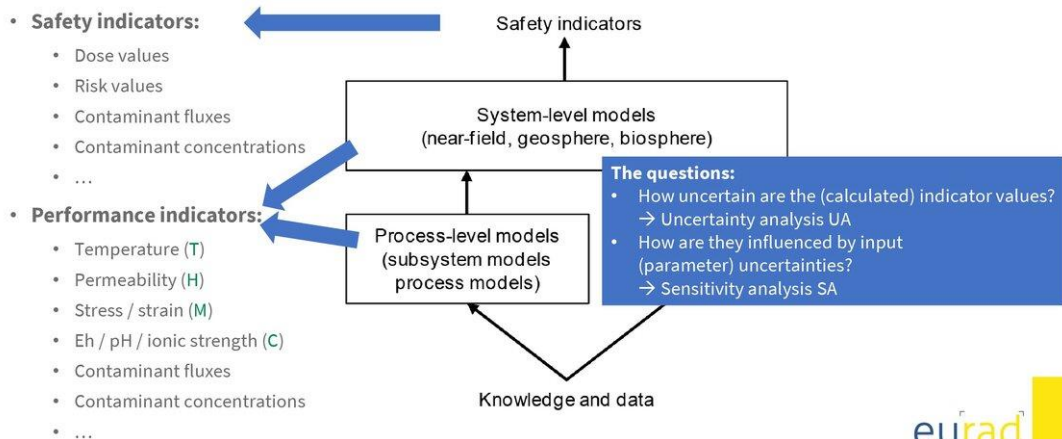 • Safety indicators:
• Dose values
• Risk values
• Contaminant fluxes
• Contaminant concentrations
• …
• Performance indicators:
• Temperature (T)
• Permeability (H)
• Stress / strain (M)
• Eh / pH / ionic strength (C)
• Contaminant fluxes
• Contaminant concentrations
• …
Safety indicators
System-level models
(near-field, geosphere, biosphere)
Process-level models
(subsystem models
process models)
The questions:
• How uncertain are the (calculated) indicator values?
→ Uncertainty analysis UA
• How are they influenced by input
(parameter) uncertainties?
→ Sensitivity analysis SA
Knowledge and data
eurad